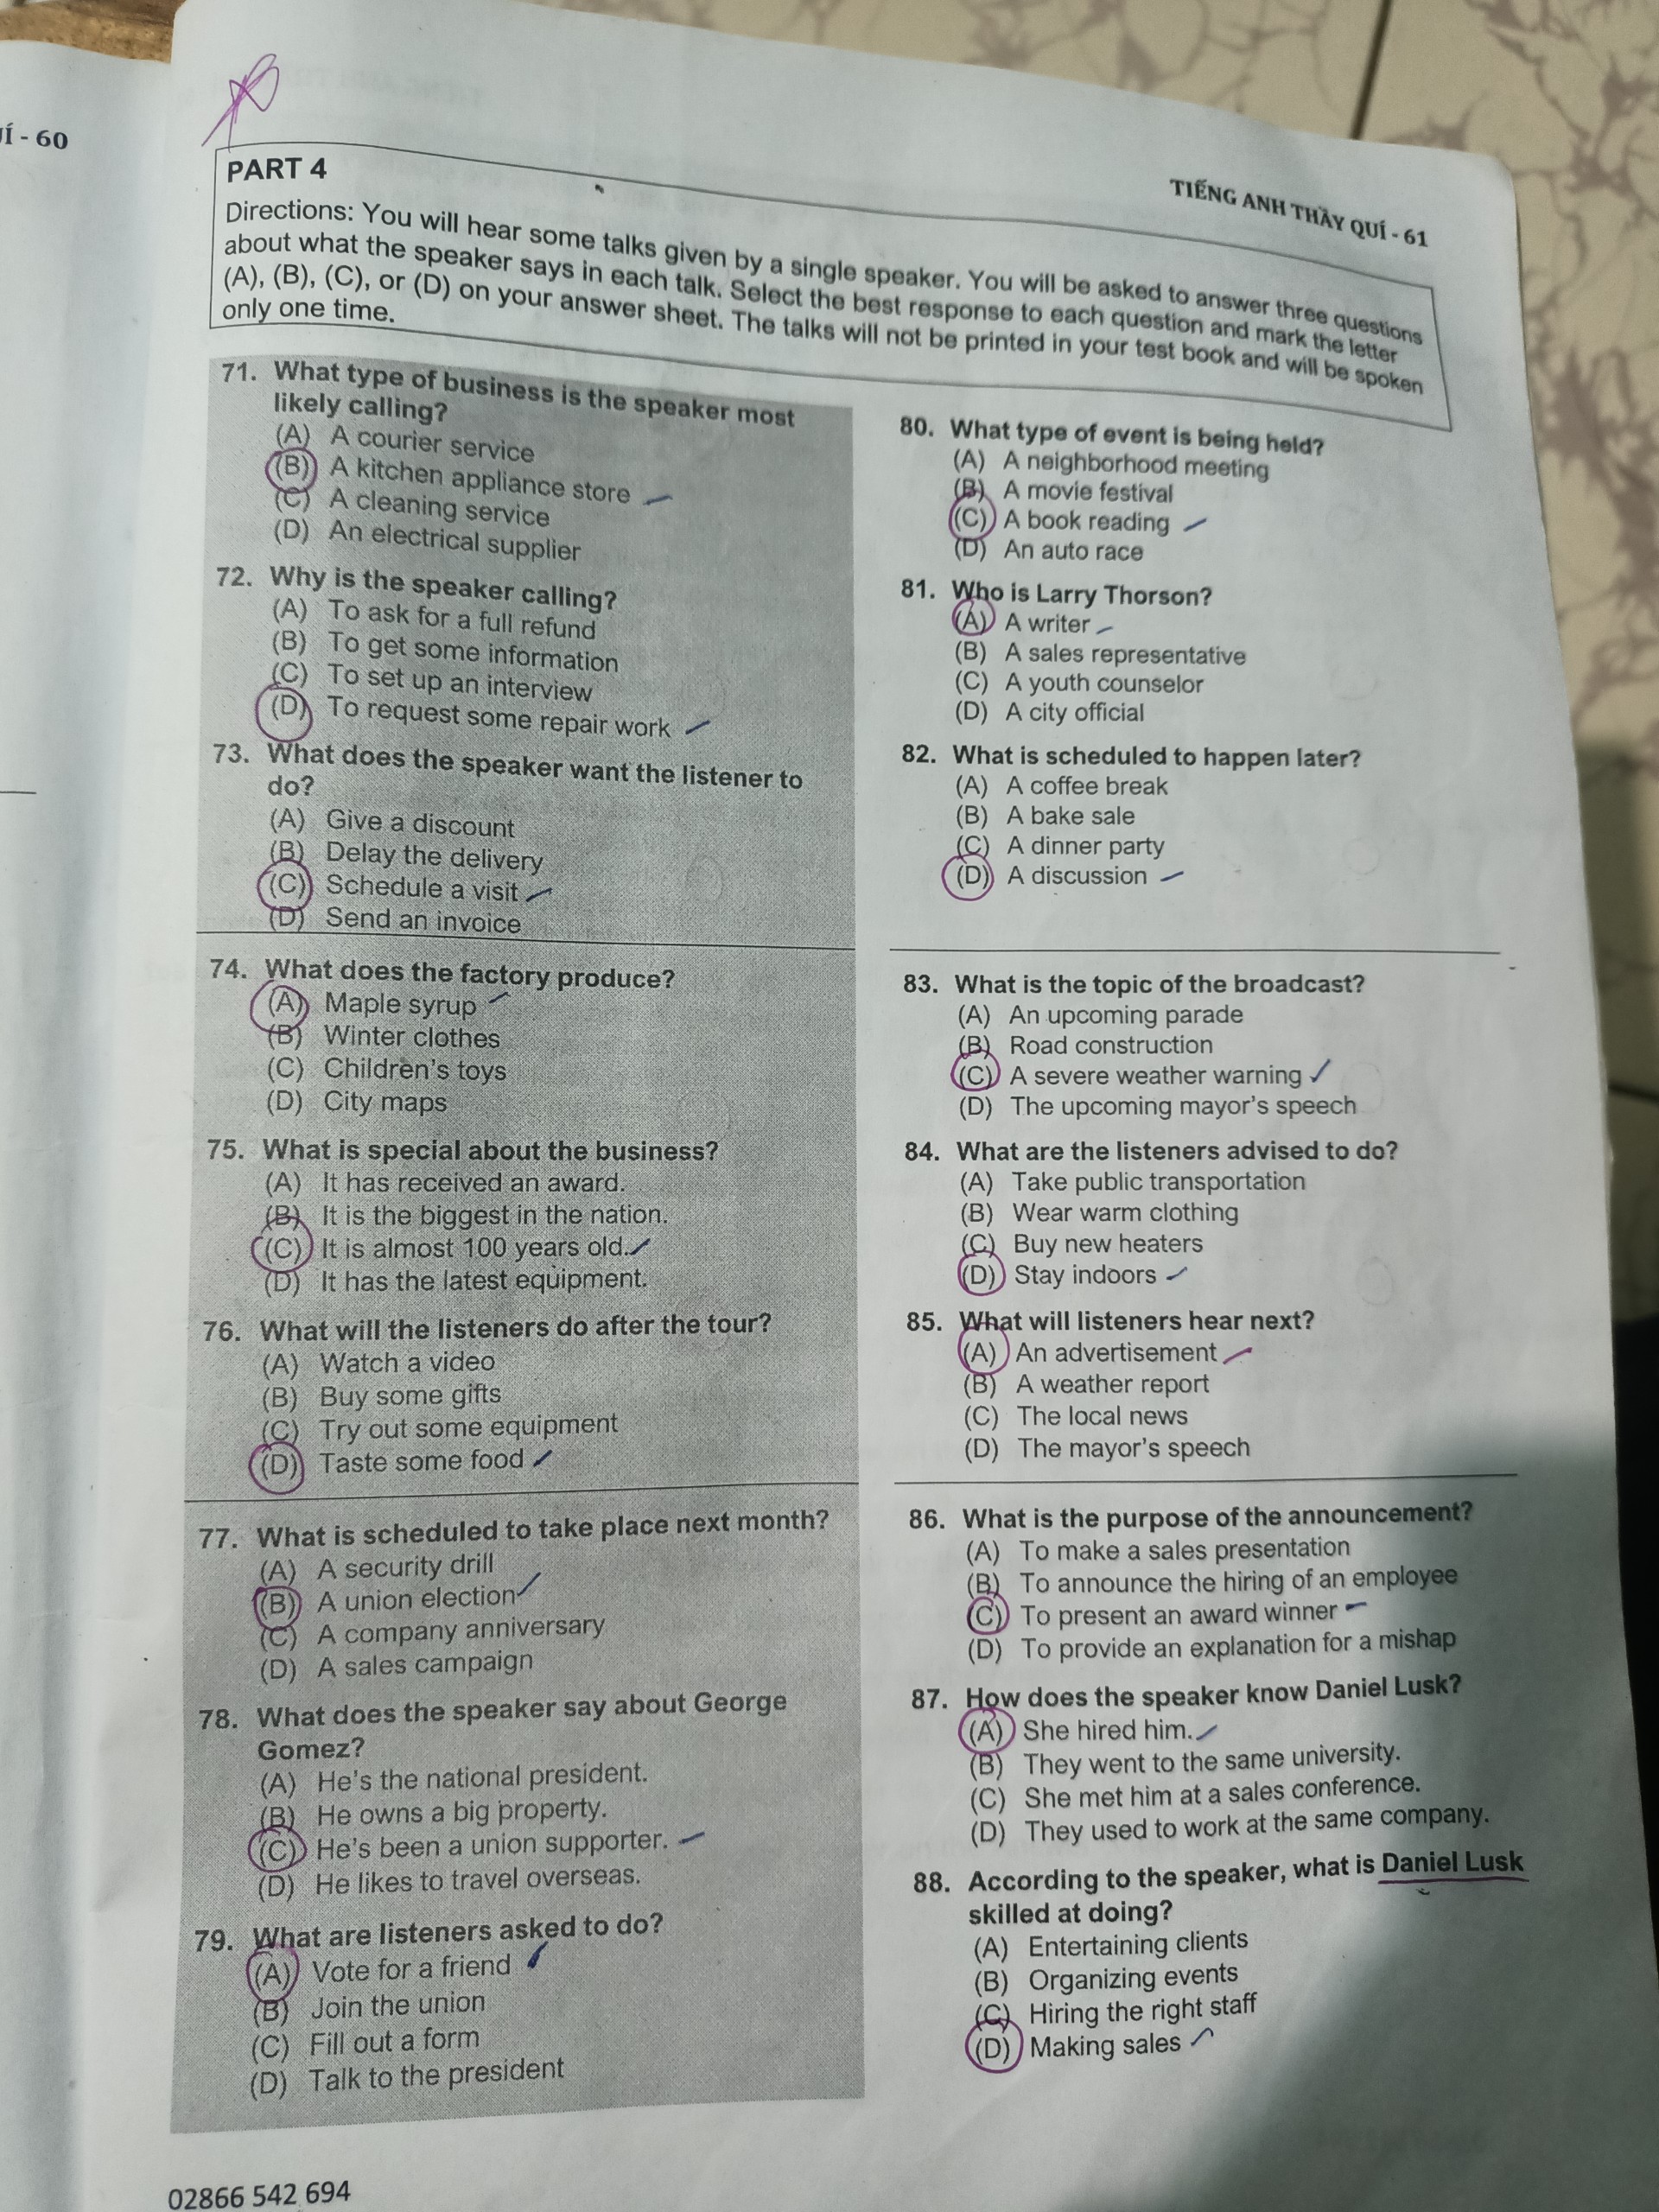 Í - 60
TIẾNG ANH THẦY QUÍ - 61
PART 4
Directions: You will hear some talks given by a single speaker. You will be asked to answer three questions
about what the speaker says in each talk. Select the best response to each question and mark the letter
(A), (B), (C), or (D) on your answer sheet. The talks will not be printed in your test book and will be spoken
only one time.
71. What type of business is the speaker most
likely calling?
(A) A courier service
(B) A kitchen appliance store
(C) A cleaning service
(D) An electrical supplier
72. Why is the speaker calling?
(A) To ask for a full refund
(B) To get some information
(C) To set up an interview
(D) To request some repair work
73. What does the speaker want the listener to
do?
(A) Give a discount
(B) Delay the delivery
(C) Schedule a visit
(D) Send an invoice
74. What does the factory produce?
(A) Maple syrup
(B) Winter clothes
(C) Children's toys
(D) City maps
75. What is special about the business?
(A) It has received an award.
(B) It is the biggest in the nation.
(C) It is almost 100 years old.
(D) It has the latest equipment.
76. What will the listeners do after the tour?
(A) Watch a video
(B) Buy some gifts
(C) Try out some equipment
(D) Taste some food
77. What is scheduled to take place next month?
(A) A security drill
(B) A union election
(C) A company anniversary
(D) A sales campaign
78. What does the speaker say about George
Gomez?
(A) He's the national president.
(B) He owns a big property.
(C) He's been a union supporter.
(D) He likes to travel overseas.
79. What are listeners asked to do?
(A) Vote for a friend
(B) Join the union
(C) Fill out a form
(D) Talk to the president
80. What type of event is being held?
(A) A neighborhood meeting
(B) A movie festival
(C) A book reading
(D) An auto race
81. Who is Larry Thorson?
(A) A writer
(B) A sales representative
(C) A youth counselor
(D) A city official
82. What is scheduled to happen later?
(A) A coffee break
(B) A bake sale
(C) A dinner party
(D) A discussion
83. What is the topic of the broadcast?
(A) An upcoming parade
(B) Road construction
(C) A severe weather warning
(D) The upcoming mayor's speech
84. What are the listeners advised to do?
(A) Take public transportation
(B) Wear warm clothing
(C) Buy new heaters
(D) Stay indoors
85. What will listeners hear next?
(A) An advertisement
(B) A weather report
(C) The local news
(D) The mayor's speech
86. What is the purpose of the announcement?
(A) To make a sales presentation
(B) To announce the hiring of an employee
(C) To present an award winner
(D) To provide an explanation for a mishap
87. How does the speaker know Daniel Lusk?
(A) She hired him.
(B) They went to the same university.
(C) She met him at a sales conference.
(D) They used to work at the same company.
88. According to the speaker, what is Daniel Lusk
skilled at doing?
(A) Entertaining clients
(B) Organizing events
(C) Hiring the right staff
(D) Making sales
02866 542 694